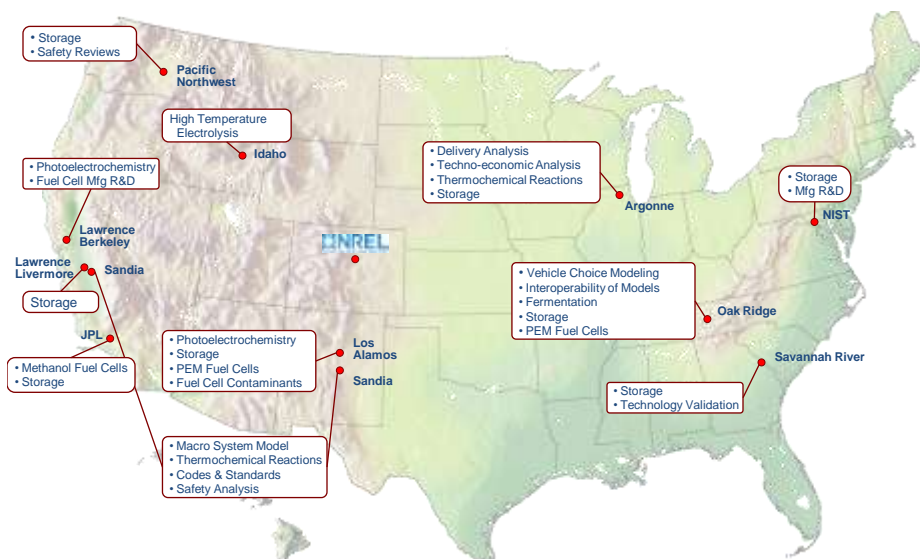 • Storage
• Safety Reviews
Pacific
Northwest
High Temperature
Electrolysis
Idaho
• Photoelectrochemistry
• Fuel Cell Mfg R&D
Lawrence
Berkeley
Lawrence
Livermore
Sandia
Storage
JPL
• Methanol Fuel Cells
• Storage
NREL
• Photoelectrochemistry
• Storage
• PEM Fuel Cells
• Fuel Cell Contaminants
Los
Alamos
Sandia
• Macro System Model
• Thermochemical Reactions
• Codes & Standards
• Safety Analysis
• Delivery Analysis
• Techno-economic Analysis
• Thermochemical Reactions
• Storage
Argonne
• Storage
• Mfg R&D
NIST
• Vehicle Choice Modeling
• Interoperability of Models
• Fermentation
• Storage
• PEM Fuel Cells
Oak Ridge
Savannah River
• Storage
• Technology Validation